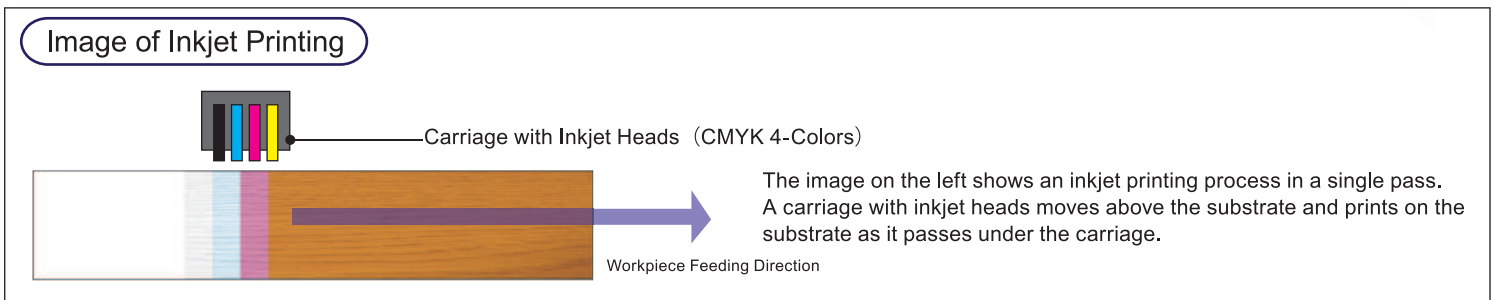 Image of Inkjet Printing
Carriage with Inkjet Heads（CMYK 4-Colors）
The image on the left shows an inkjet printing process in a single pass.
A carriage with inkjet heads moves above the substrate and prints on the
substrate as it passes under the carriage.
Workpiece Feeding Direction